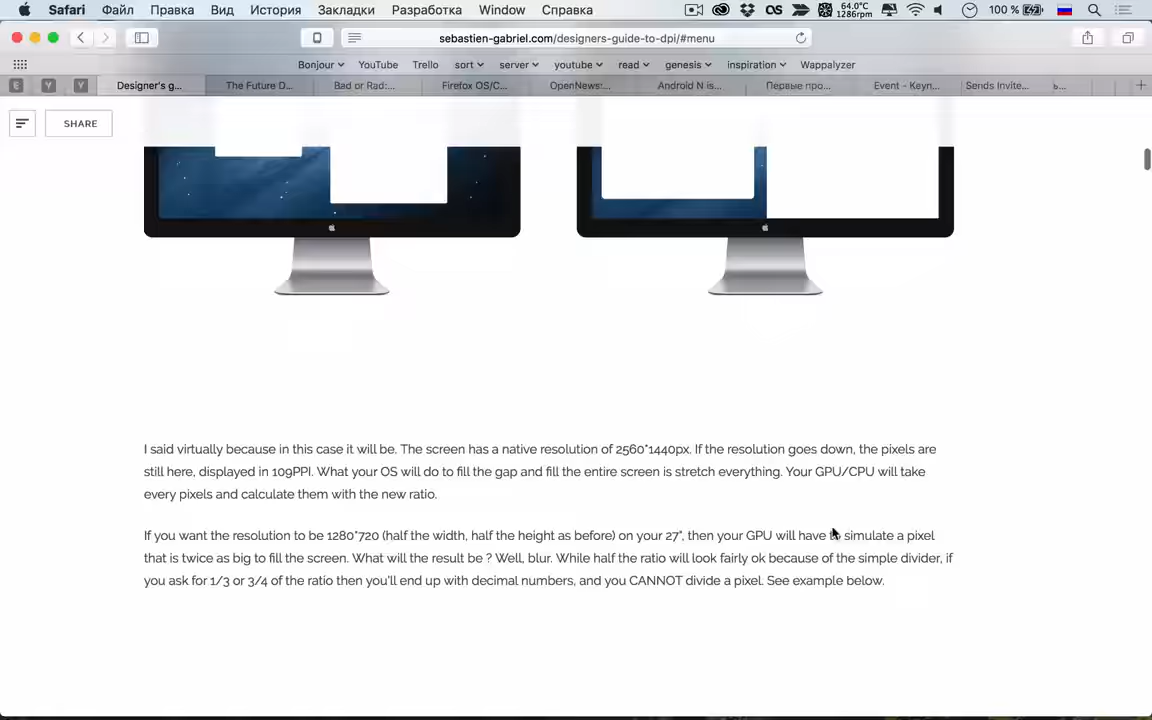 Safari Файл Правка Вид История Закладки Разработка Window Справка 64.0°C 1286rpm 100 %
sebastien-gabriel.com/designers-guide-to-dpi/#menu
Bonjour YouTube Trello sort server youtube read genesis inspiration Wappalyzer
E Y Y Designer's g... The Future D... Bad or Rad:... Firefox OS/C... OpenNews:... Android N is... Первые про... Event - Keyn... Sends Invite... ь...
SHARE
I said virtually because in this case it will be. The screen has a native resolution of 2560*1440px. If the resolution goes down, the pixels are
still here, displayed in 109PPI. What your OS will do to fill the gap and fill the entire screen is stretch everything. Your GPU/CPU will take
every pixels and calculate them with the new ratio.
If you want the resolution to be 1280*720 (half the width, half the height as before) on your 27", then your GPU will have to simulate a pixel
that is twice as big to fill the screen. What will the result be ? Well, blur. While half the ratio will look fairly ok because of the simple divider, if
you ask for 1/3 or 3/4 of the ratio then you'll end up with decimal numbers, and you CANNOT divide a pixel. See example below.